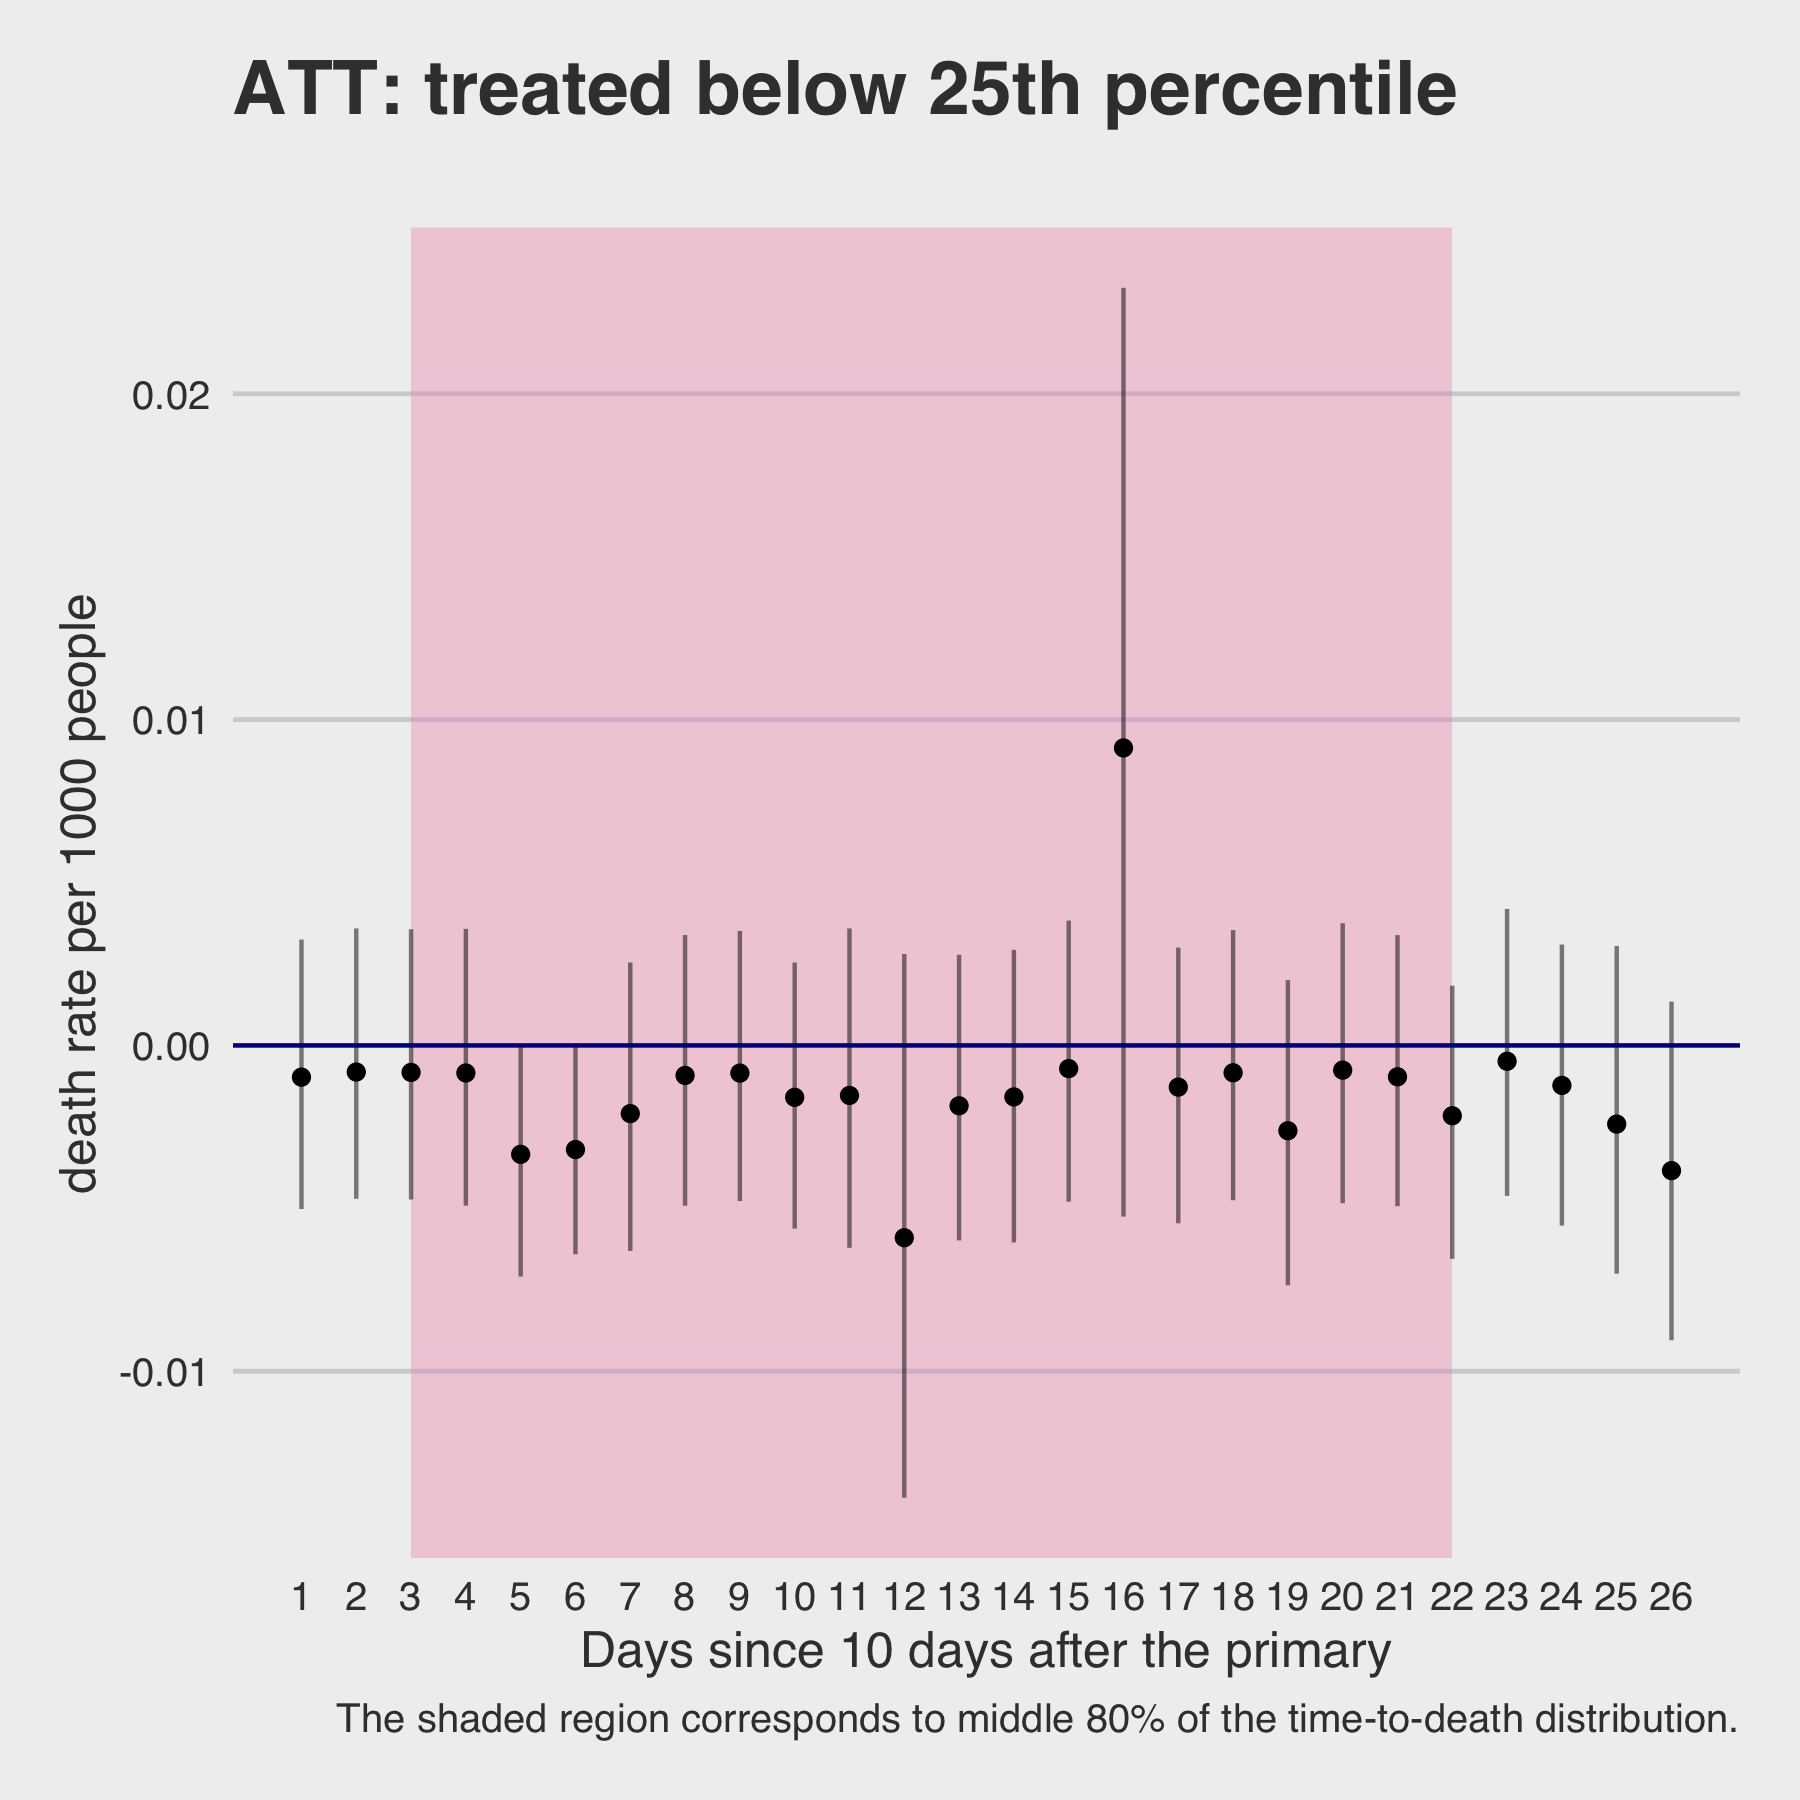 ATT: treated below 25th percentile
death rate per 1000 people
0.02
0.01
0.00
-0.01
1 2 3 4 5 6 7 8 9 10 11 12 13 14 15 16 17 18 19 20 21 22 23 24 25 26
Days since 10 days after the primary
The shaded region corresponds to middle 80% of the time-to-death distribution.